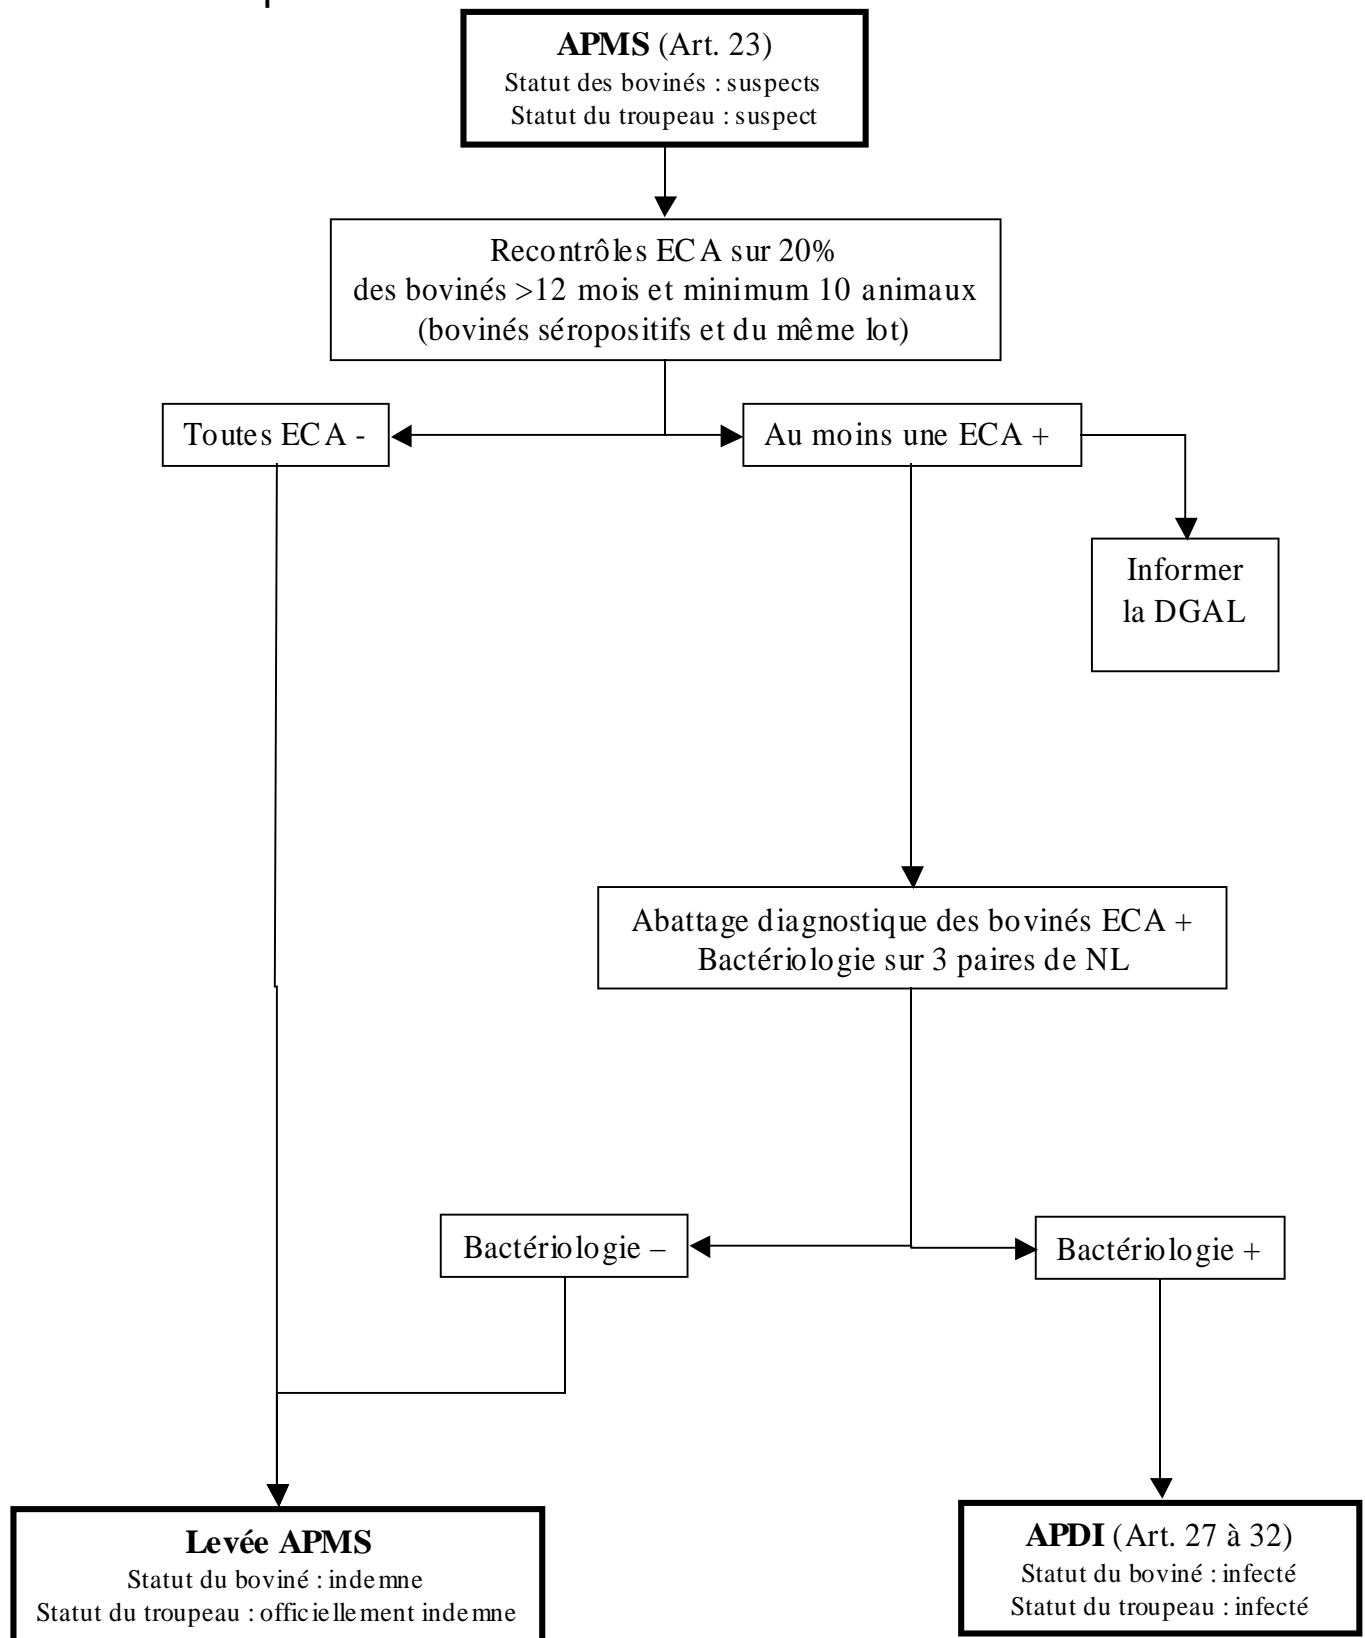 APMS (Art. 23)
Statut des bovinés : suspects
Statut du troupeau : suspect
Recontrôles ECA sur 20%
des bovinés >12 mois et minimum 10 animaux
(bovinés séropositifs et du même lot)
Toutes ECA -
Au moins une ECA +
Informer
la DGAL
Abattage diagnostique des bovinés ECA +
Bactériologie sur 3 paires de NL
Bactériologie –
Bactériologie +
Levée APMS
Statut du boviné : indemne
Statut du troupeau : officiellement indemne
APDI (Art. 27 à 32)
Statut du boviné : infecté
Statut du troupeau : infecté